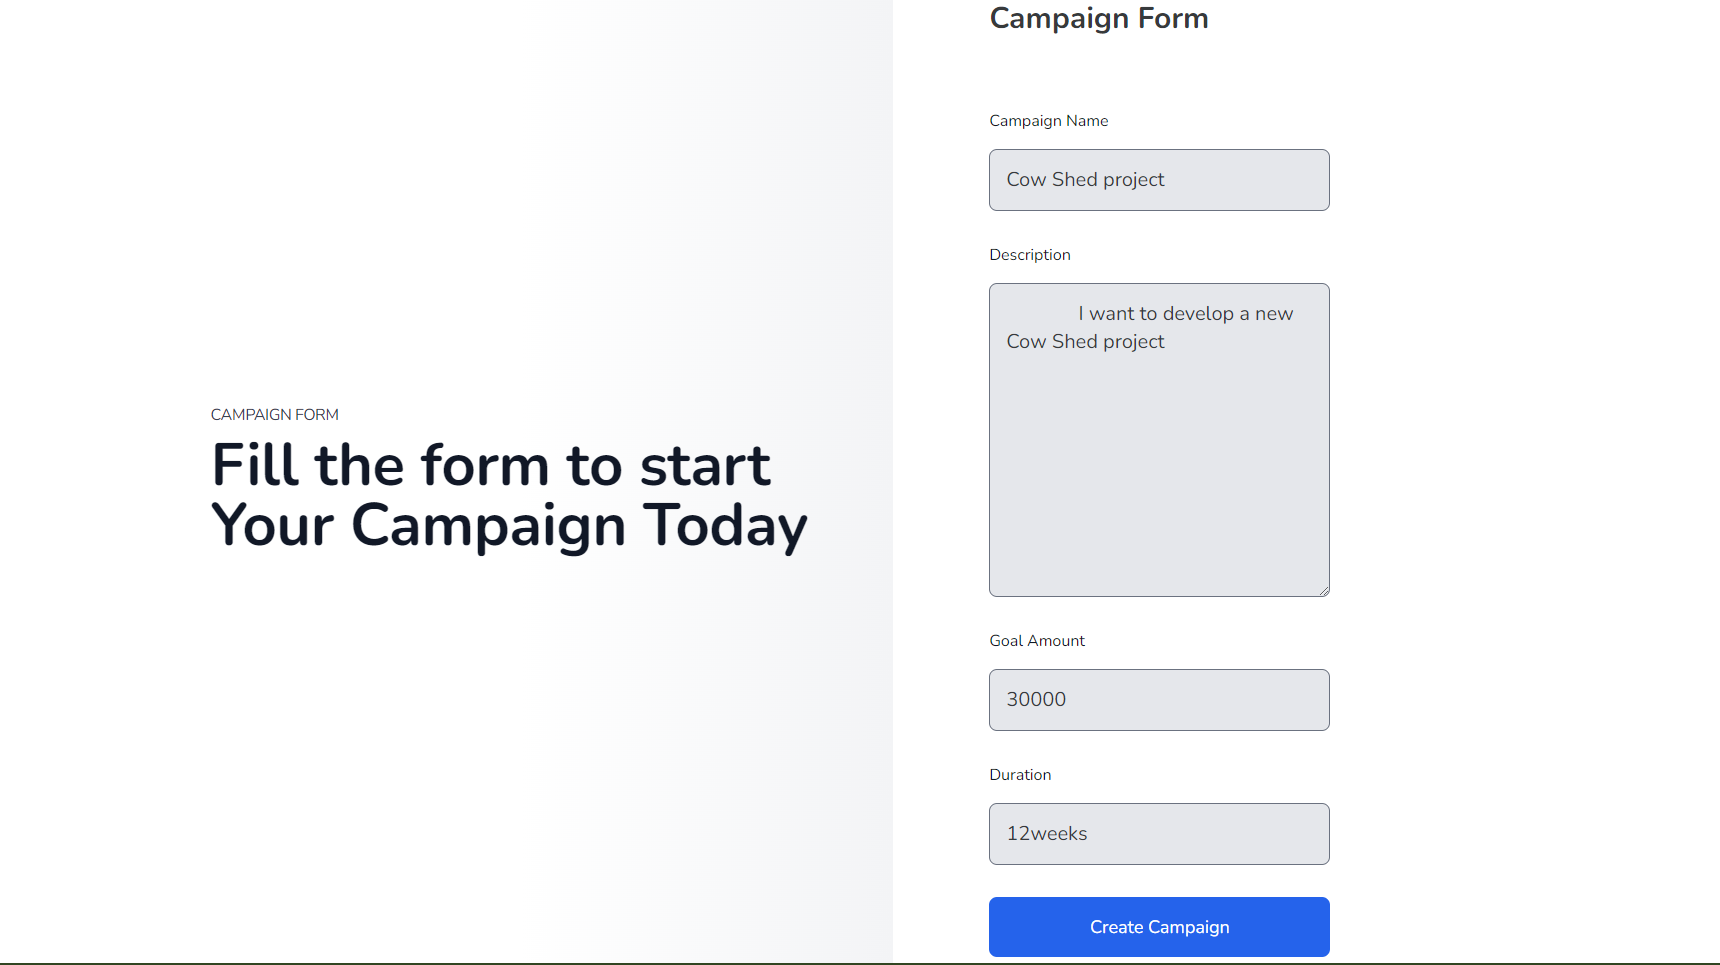 CAMPAIGN FORM
Fill the form to start
Your Campaign Today
Campaign Form
Campaign Name
Cow Shed project
Description
I want to develop a new
Cow Shed project
Goal Amount
30000
Duration
12weeks
Create Campaign